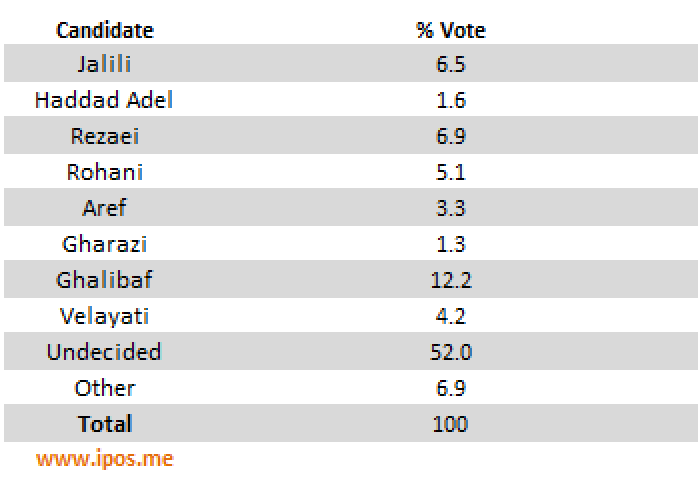 Candidate % Vote
Jalili 6.5
Haddad Adel 1.6
Rezaei 6.9
Rohani 5.1
Aref 3.3
Gharazi 1.3
Ghalibaf 12.2
Velayati 4.2
Undecided 52.0
Other 6.9
Total 100
www.ipos.me